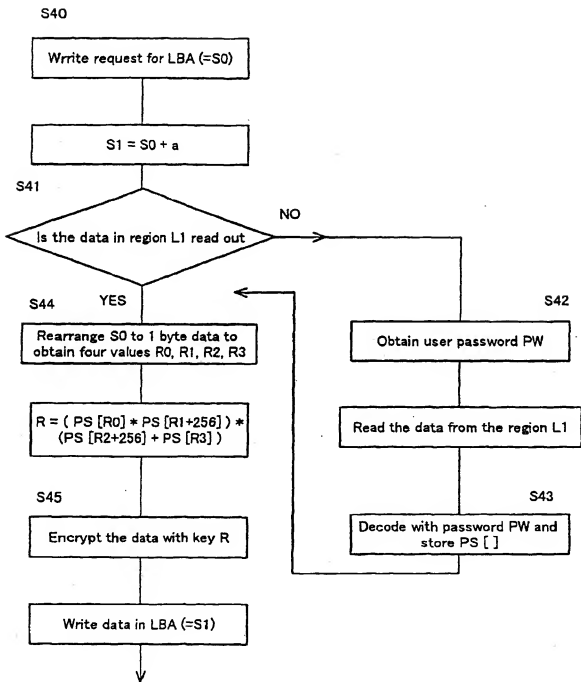 S40
Wrrite request for LBA (=S0)
S1 = S0 + a
S41
Is the data in region L1 read out
NO
YES
S42
Obtain user password PW
Read the data from the region L1
S43
Decode with password PW and
store PS [ ]
S44
Rearrange S0 to 1 byte data to
obtain four values R0, R1, R2, R3
R = ( PS [R0] * PS [R1+256] ) *
(PS [R2+256] + PS [R3] )
S45
Encrypt the data with key R
Write data in LBA (=S1)